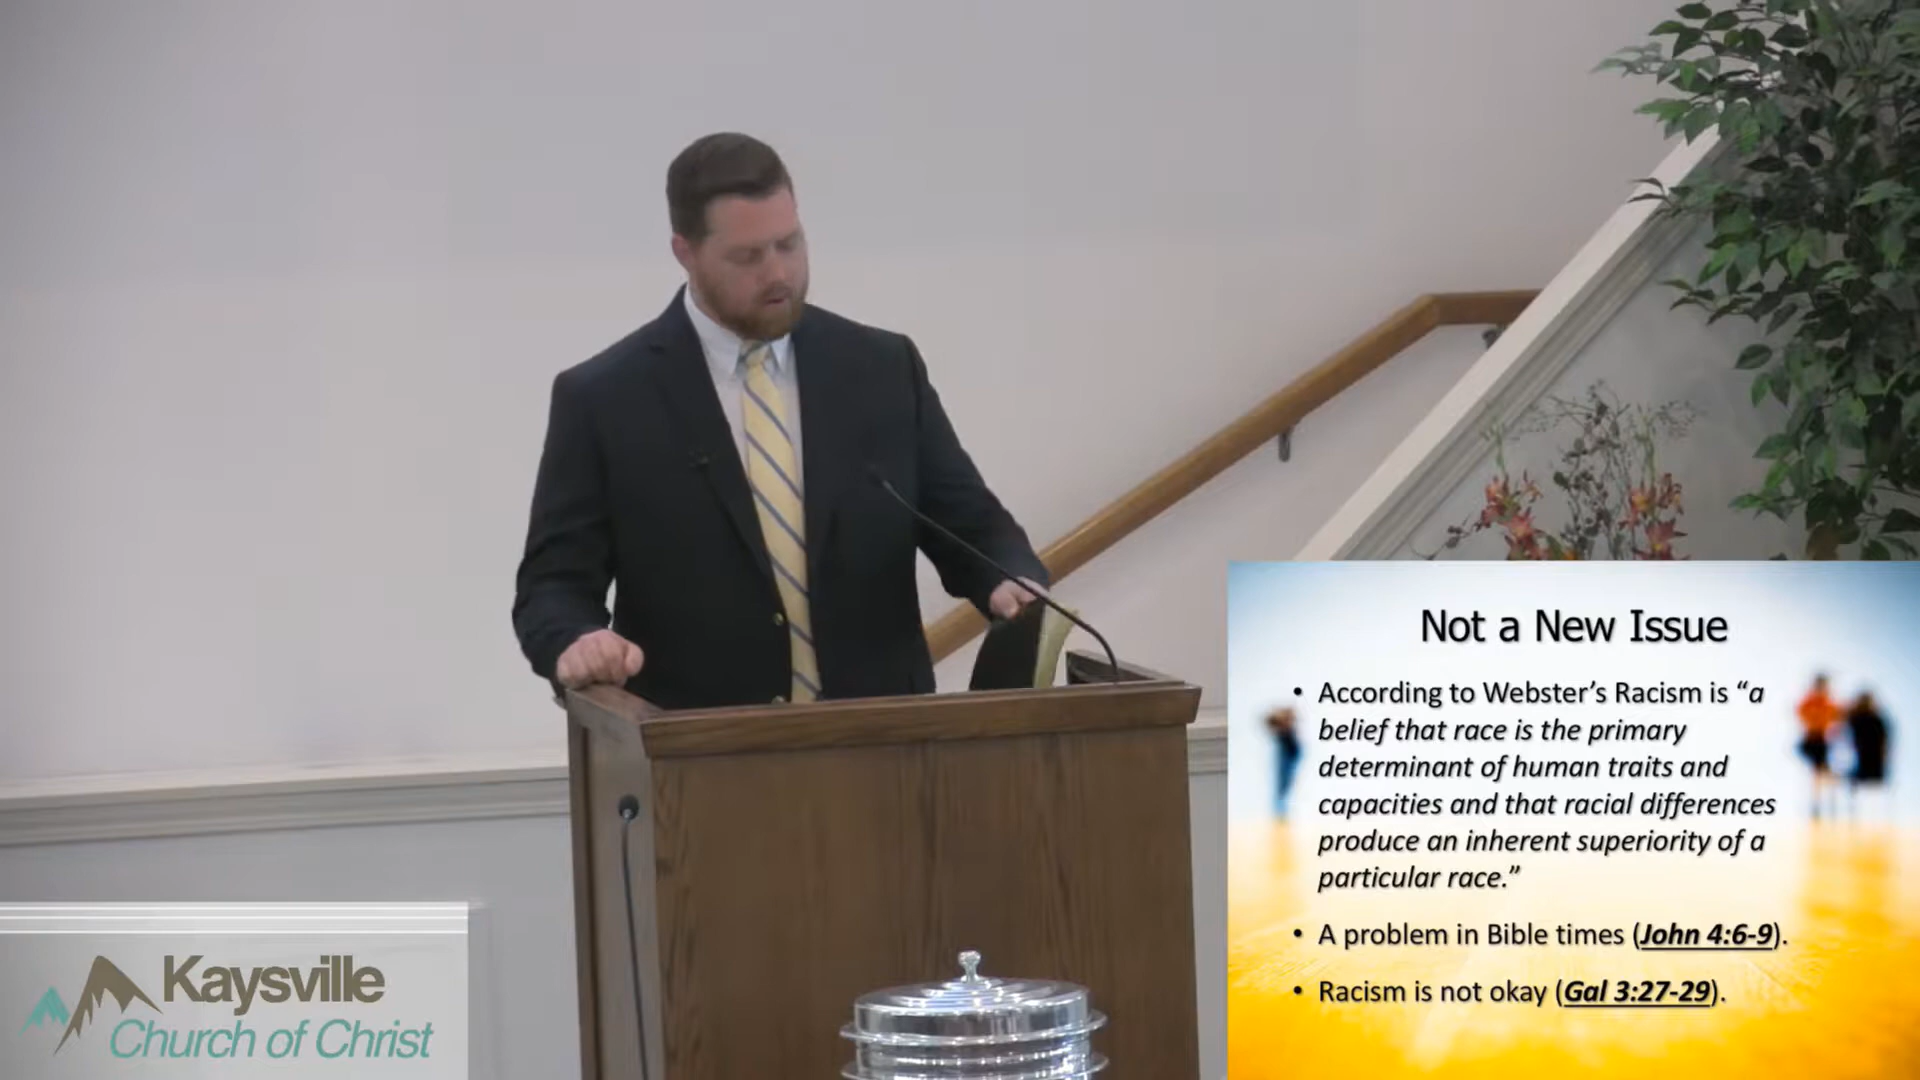 Not a New Issue
• According to Webster's Racism is “a
belief that race is the primary
determinant of human traits and
capacities and that racial differences
produce an inherent superiority of a
particular race.”
• A problem in Bible times (John 4:6-9).
• Racism is not okay (Gal 3:27-29).
Kaysville
Church of Christ